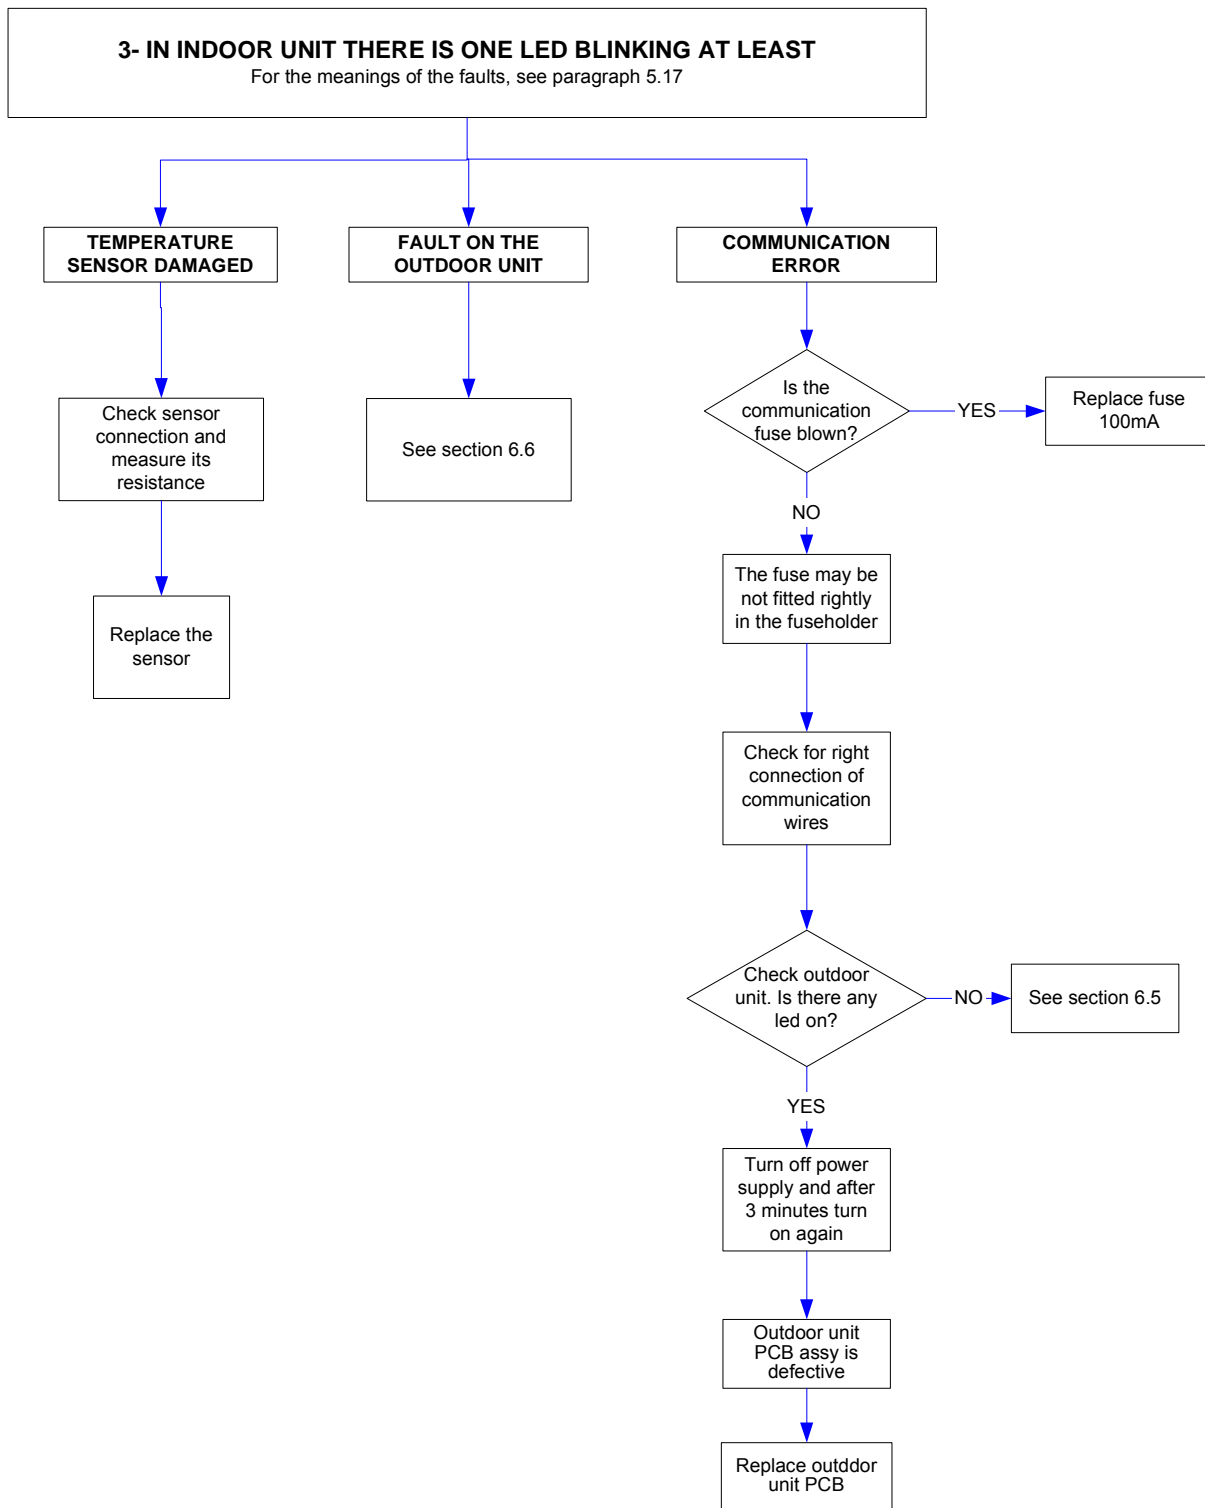 3- IN INDOOR UNIT THERE IS ONE LED BLINKING AT LEAST
For the meanings of the faults, see paragraph 5.17
TEMPERATURE
SENSOR DAMAGED
FAULT ON THE
OUTDOOR UNIT
COMMUNICATION
ERROR
Check sensor
connection and
measure its
resistance
See section 6.6
Is the
communication
fuse blown?
YES
Replace fuse
100mA
NO
The fuse may be
not fitted rightly
in the fuseholder
Replace the
sensor
Check for right
connection of
communication
wires
Check outdoor
unit. Is there any
led on?
NO
See section 6.5
YES
Turn off power
supply and after
3 minutes turn
on again
Outdoor unit
PCB assy is
defective
Replace outddor
unit PCB